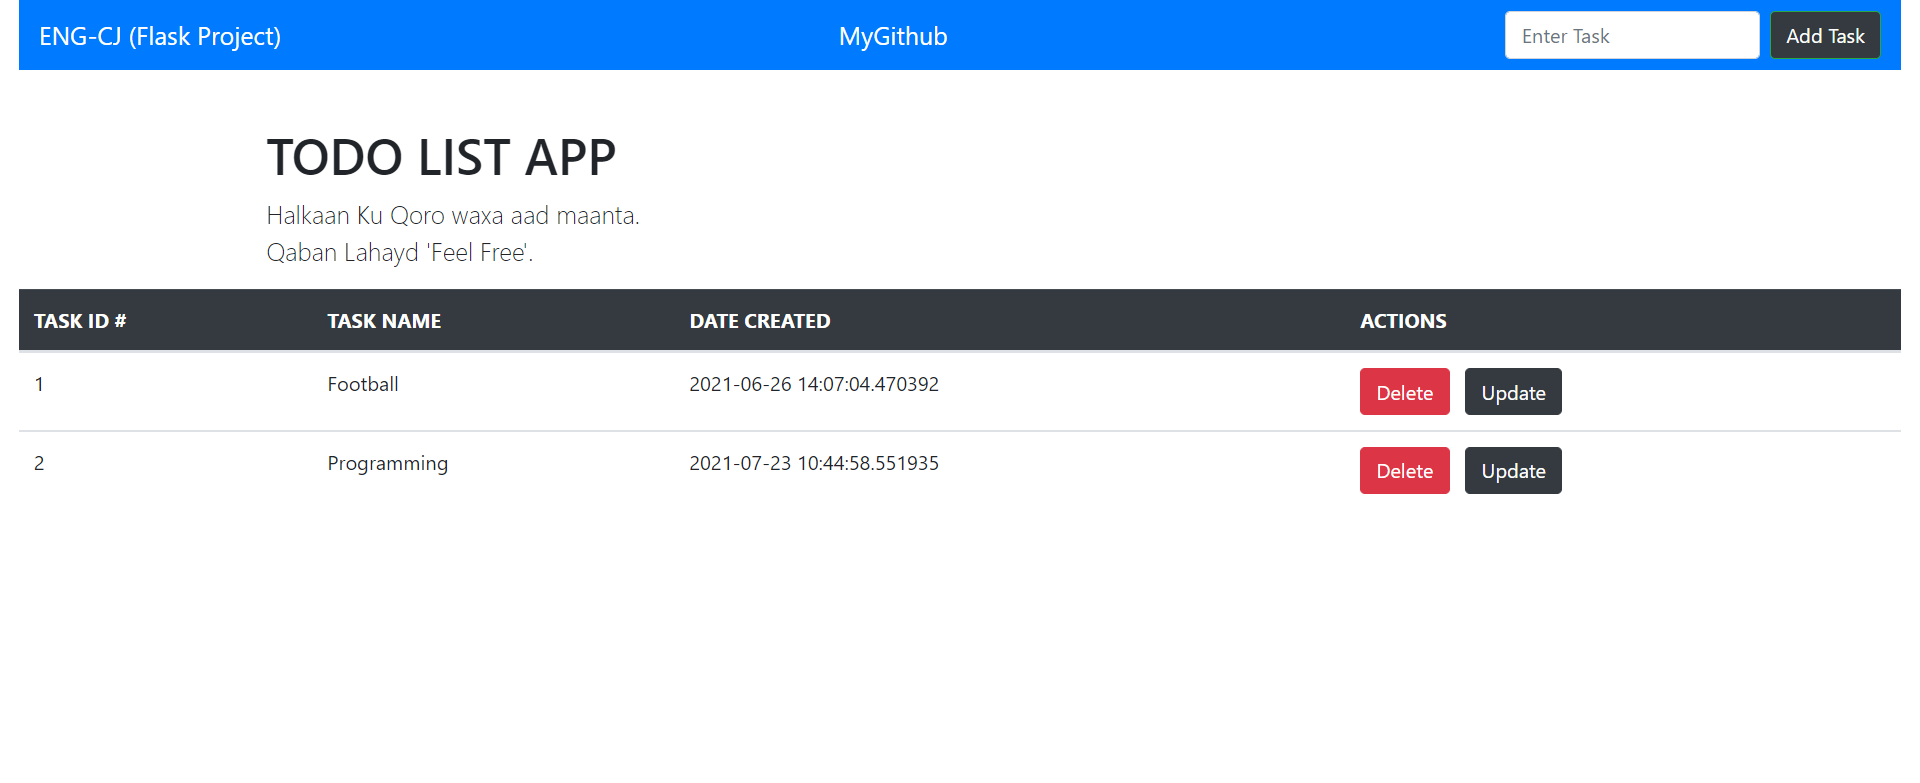 ENG-CJ (Flask Project) MyGithub Enter Task Add Task
TODO LIST APP
Halkaan Ku Qoro waxa aad maanta.
Qaban Lahayd 'Feel Free'.
TASK ID # TASK NAME DATE CREATED ACTIONS
1 Football 2021-06-26 14:07:04.470392 Delete Update
2 Programming 2021-07-23 10:44:58.551935 Delete Update